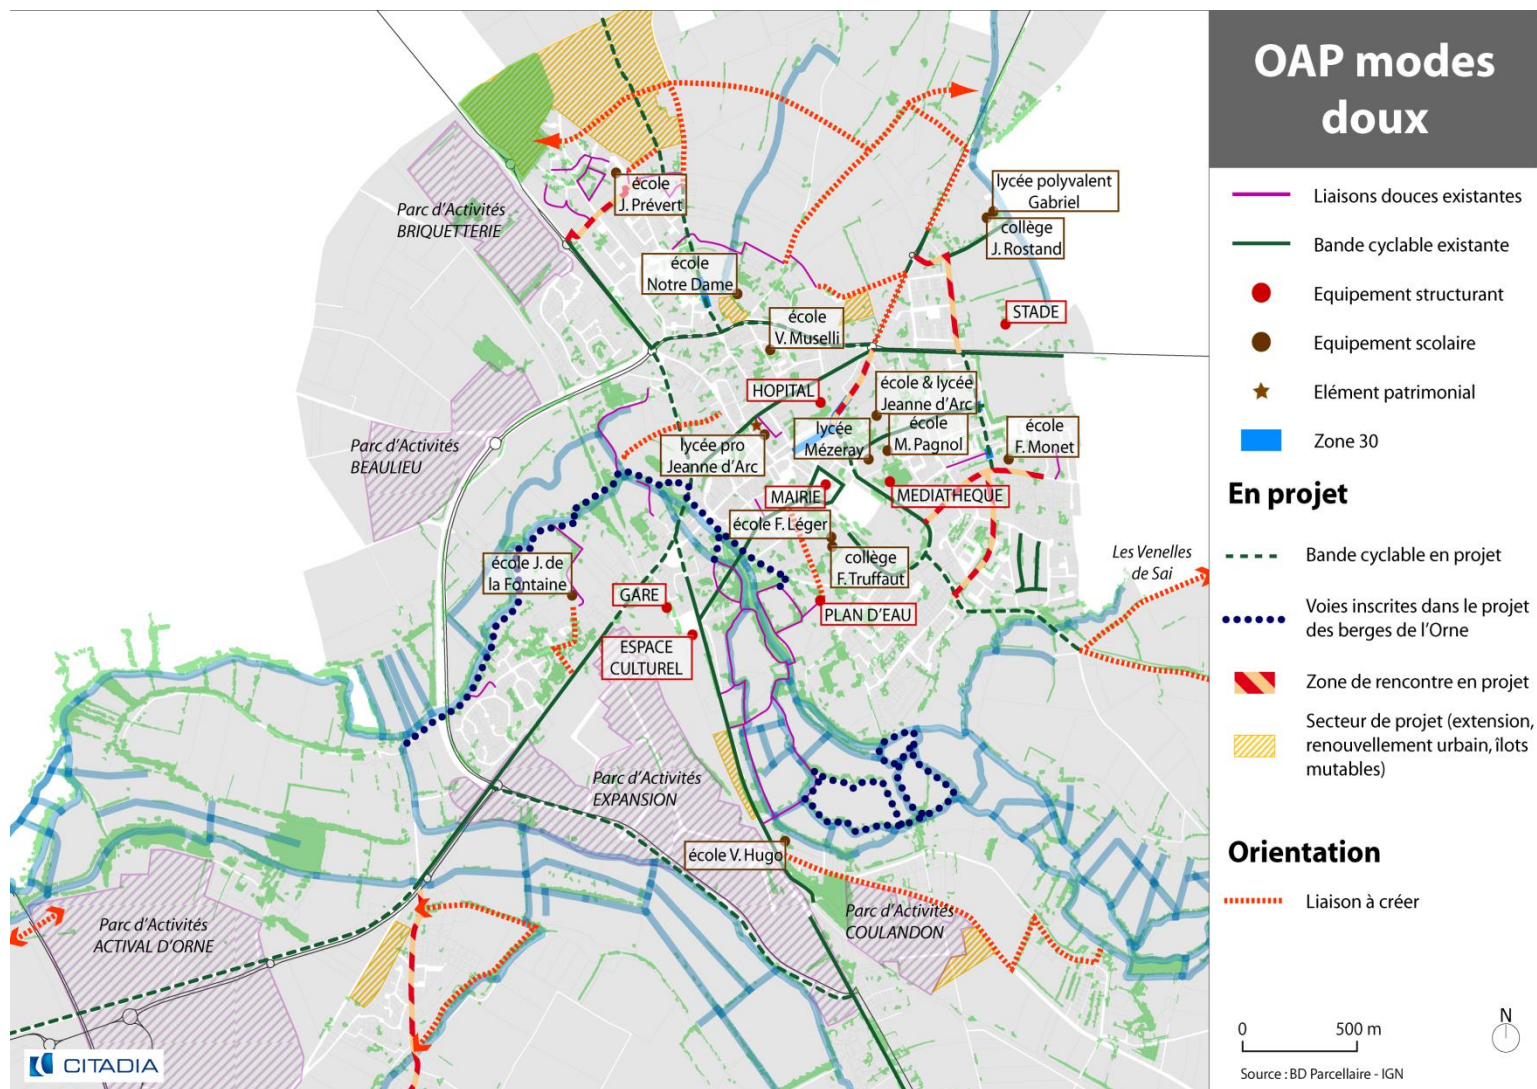 OAP modes
doux
Liaisons douces existantes
Bande cyclable existante
Equipement structurant
Equipement scolaire
Elément patrimonial
Zone 30
En projet
Bande cyclable en projet
Voies inscrites dans le projet
des berges de l'Orne
Zone de rencontre en projet
Secteur de projet (extension,
renouvellement urbain, îlots
mutables)
Orientation
Liaison à créer
N
0 500 m
Source : BD Parcellaire - IGN
école
J. Prévert
Parc d'Activités
BRIQUETTERIE
lycée polyvalent
Gabriel
collège
J. Rostand
école
Notre Dame
école
V. Muselli
STADE
HOPITAL
école & lycée
Jeanne d'Arc
Parc d'Activités
BEAULIEU
lycée pro
Jeanne d'Arc
lycée
Mézeray
école
M. Pagnol
école
F. Monet
MAIRIE
MEDIATHEQUE
école F. Léger
collège
F. Truffaut
école J. de
la Fontaine
GARE
PLAN D'EAU
Les Venelles
de Sai
ESPACE
CULTUREL
Parc d'Activités
EXPANSION
école V. Hugo
Parc d'Activités
ACTIVAL D'ORNE
Parc d'Activités
COULANDON
CITADIA